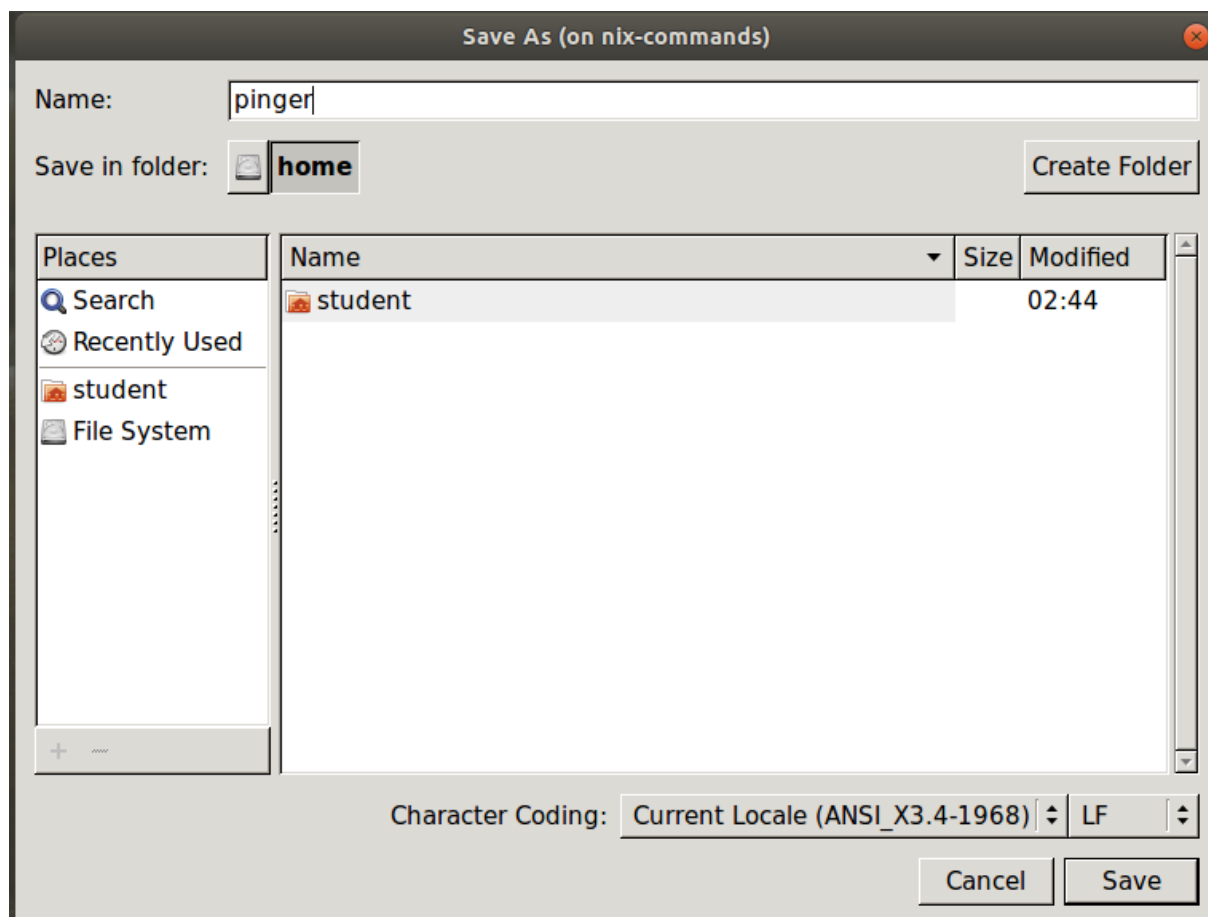 Save As (on nix-commands)
Name: pinger
Save in folder: home Create Folder
Places Name Size Modified
Search student 02:44
Recently Used
student
File System
Character Coding: Current Locale (ANSI_X3.4-1968) LF
Cancel Save